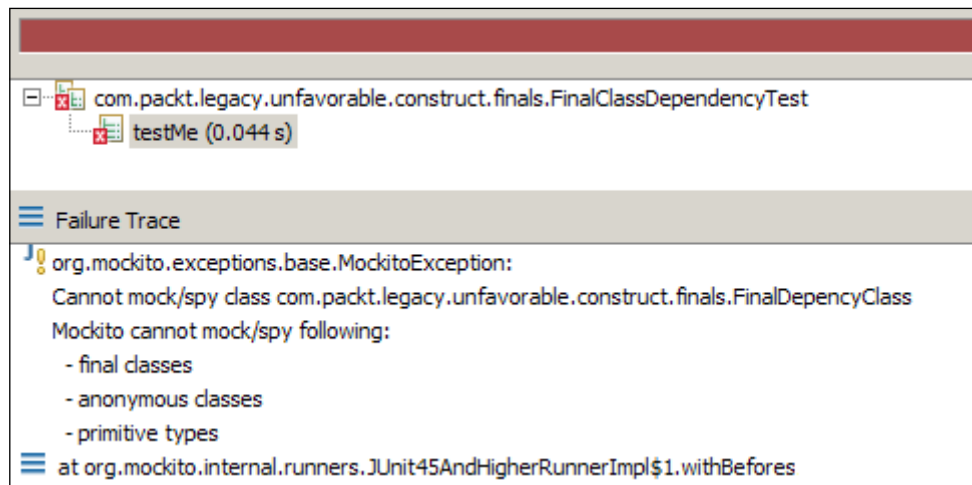 com.packt.legacy.unfavorable.construct.finals.FinalClassDependencyTest
testMe (0.044 s)
Failure Trace
org.mockito.exceptions.base.MockitoException:
Cannot mock/spy class com.packt.legacy.unfavorable.construct.finals.FinalDepencyClass
Mockito cannot mock/spy following:
- final classes
- anonymous classes
- primitive types
at org.mockito.internal.runners.JUnit45AndHigherRunnerImpl$1.withBefores